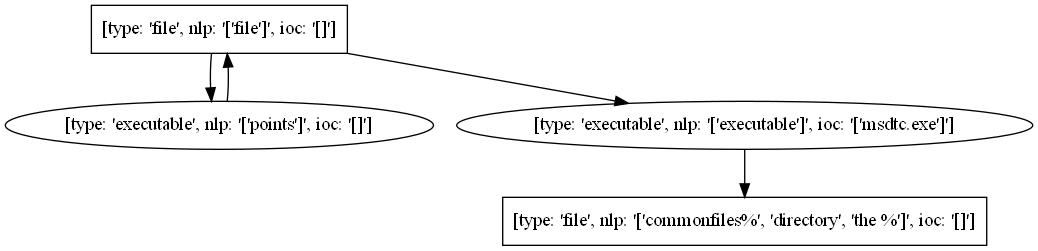 [type: 'file', nlp: '['file']', ioc: '[]']
[type: 'executable', nlp: '['points']', ioc: '[]']
[type: 'executable', nlp: '['executable']', ioc: '['msdtc.exe']']
[type: 'file', nlp: '['commonfiles%', 'directory', 'the %']', ioc: '[]']